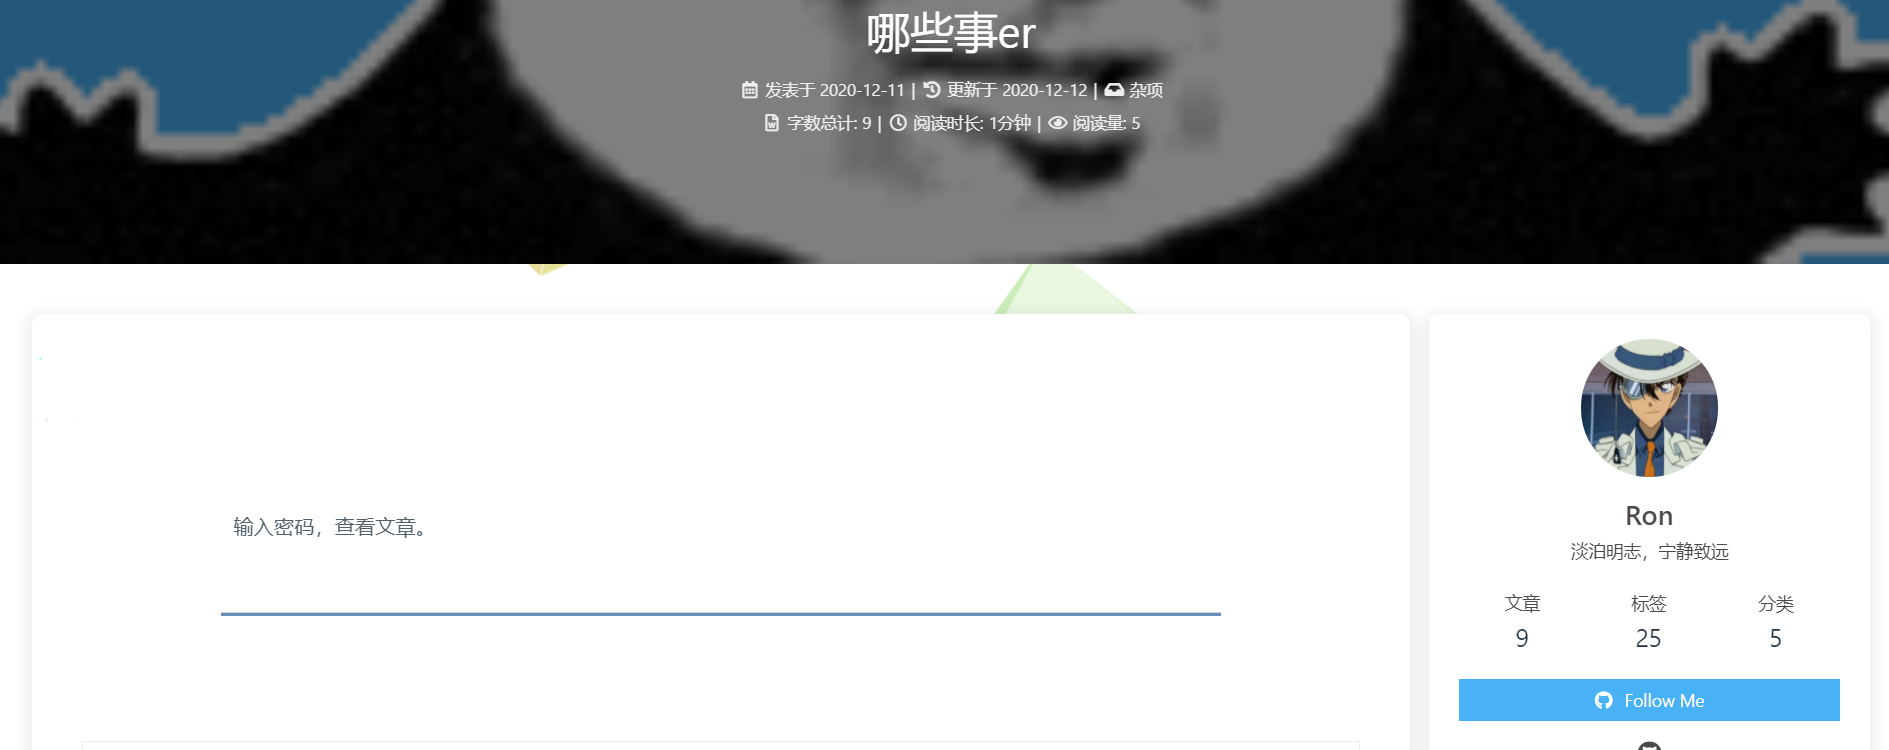 哪些事er
发表于 2020-12-11 | 更新于 2020-12-12 | 杂项
字数总计: 9 | 阅读时长: 1分钟 | 阅读量: 5
输入密码，查看文章。
Ron
淡泊明志，宁静致远
文章 标签 分类
9 25 5
Follow Me